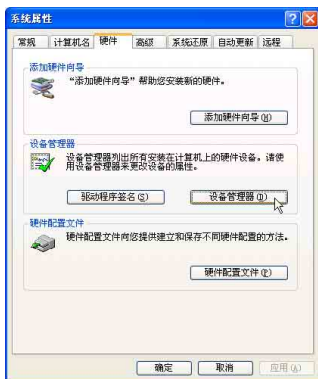 系统属性
常规 计算机名 硬件 高级 系统还原 自动更新 远程
添加硬件向导
“添加硬件向导”帮助您安装新的硬件。
添加硬件向导(H)
设备管理器
设备管理器列出所有安装在计算机上的硬件设备。请使
用设备管理器来更改设备的属性。
驱动程序签名(S) 设备管理器(D)
硬件配置文件
硬件配置文件向您提供建立和保存不同硬件配置的方法。
硬件配置文件(P)
确定 取消 应用(A)